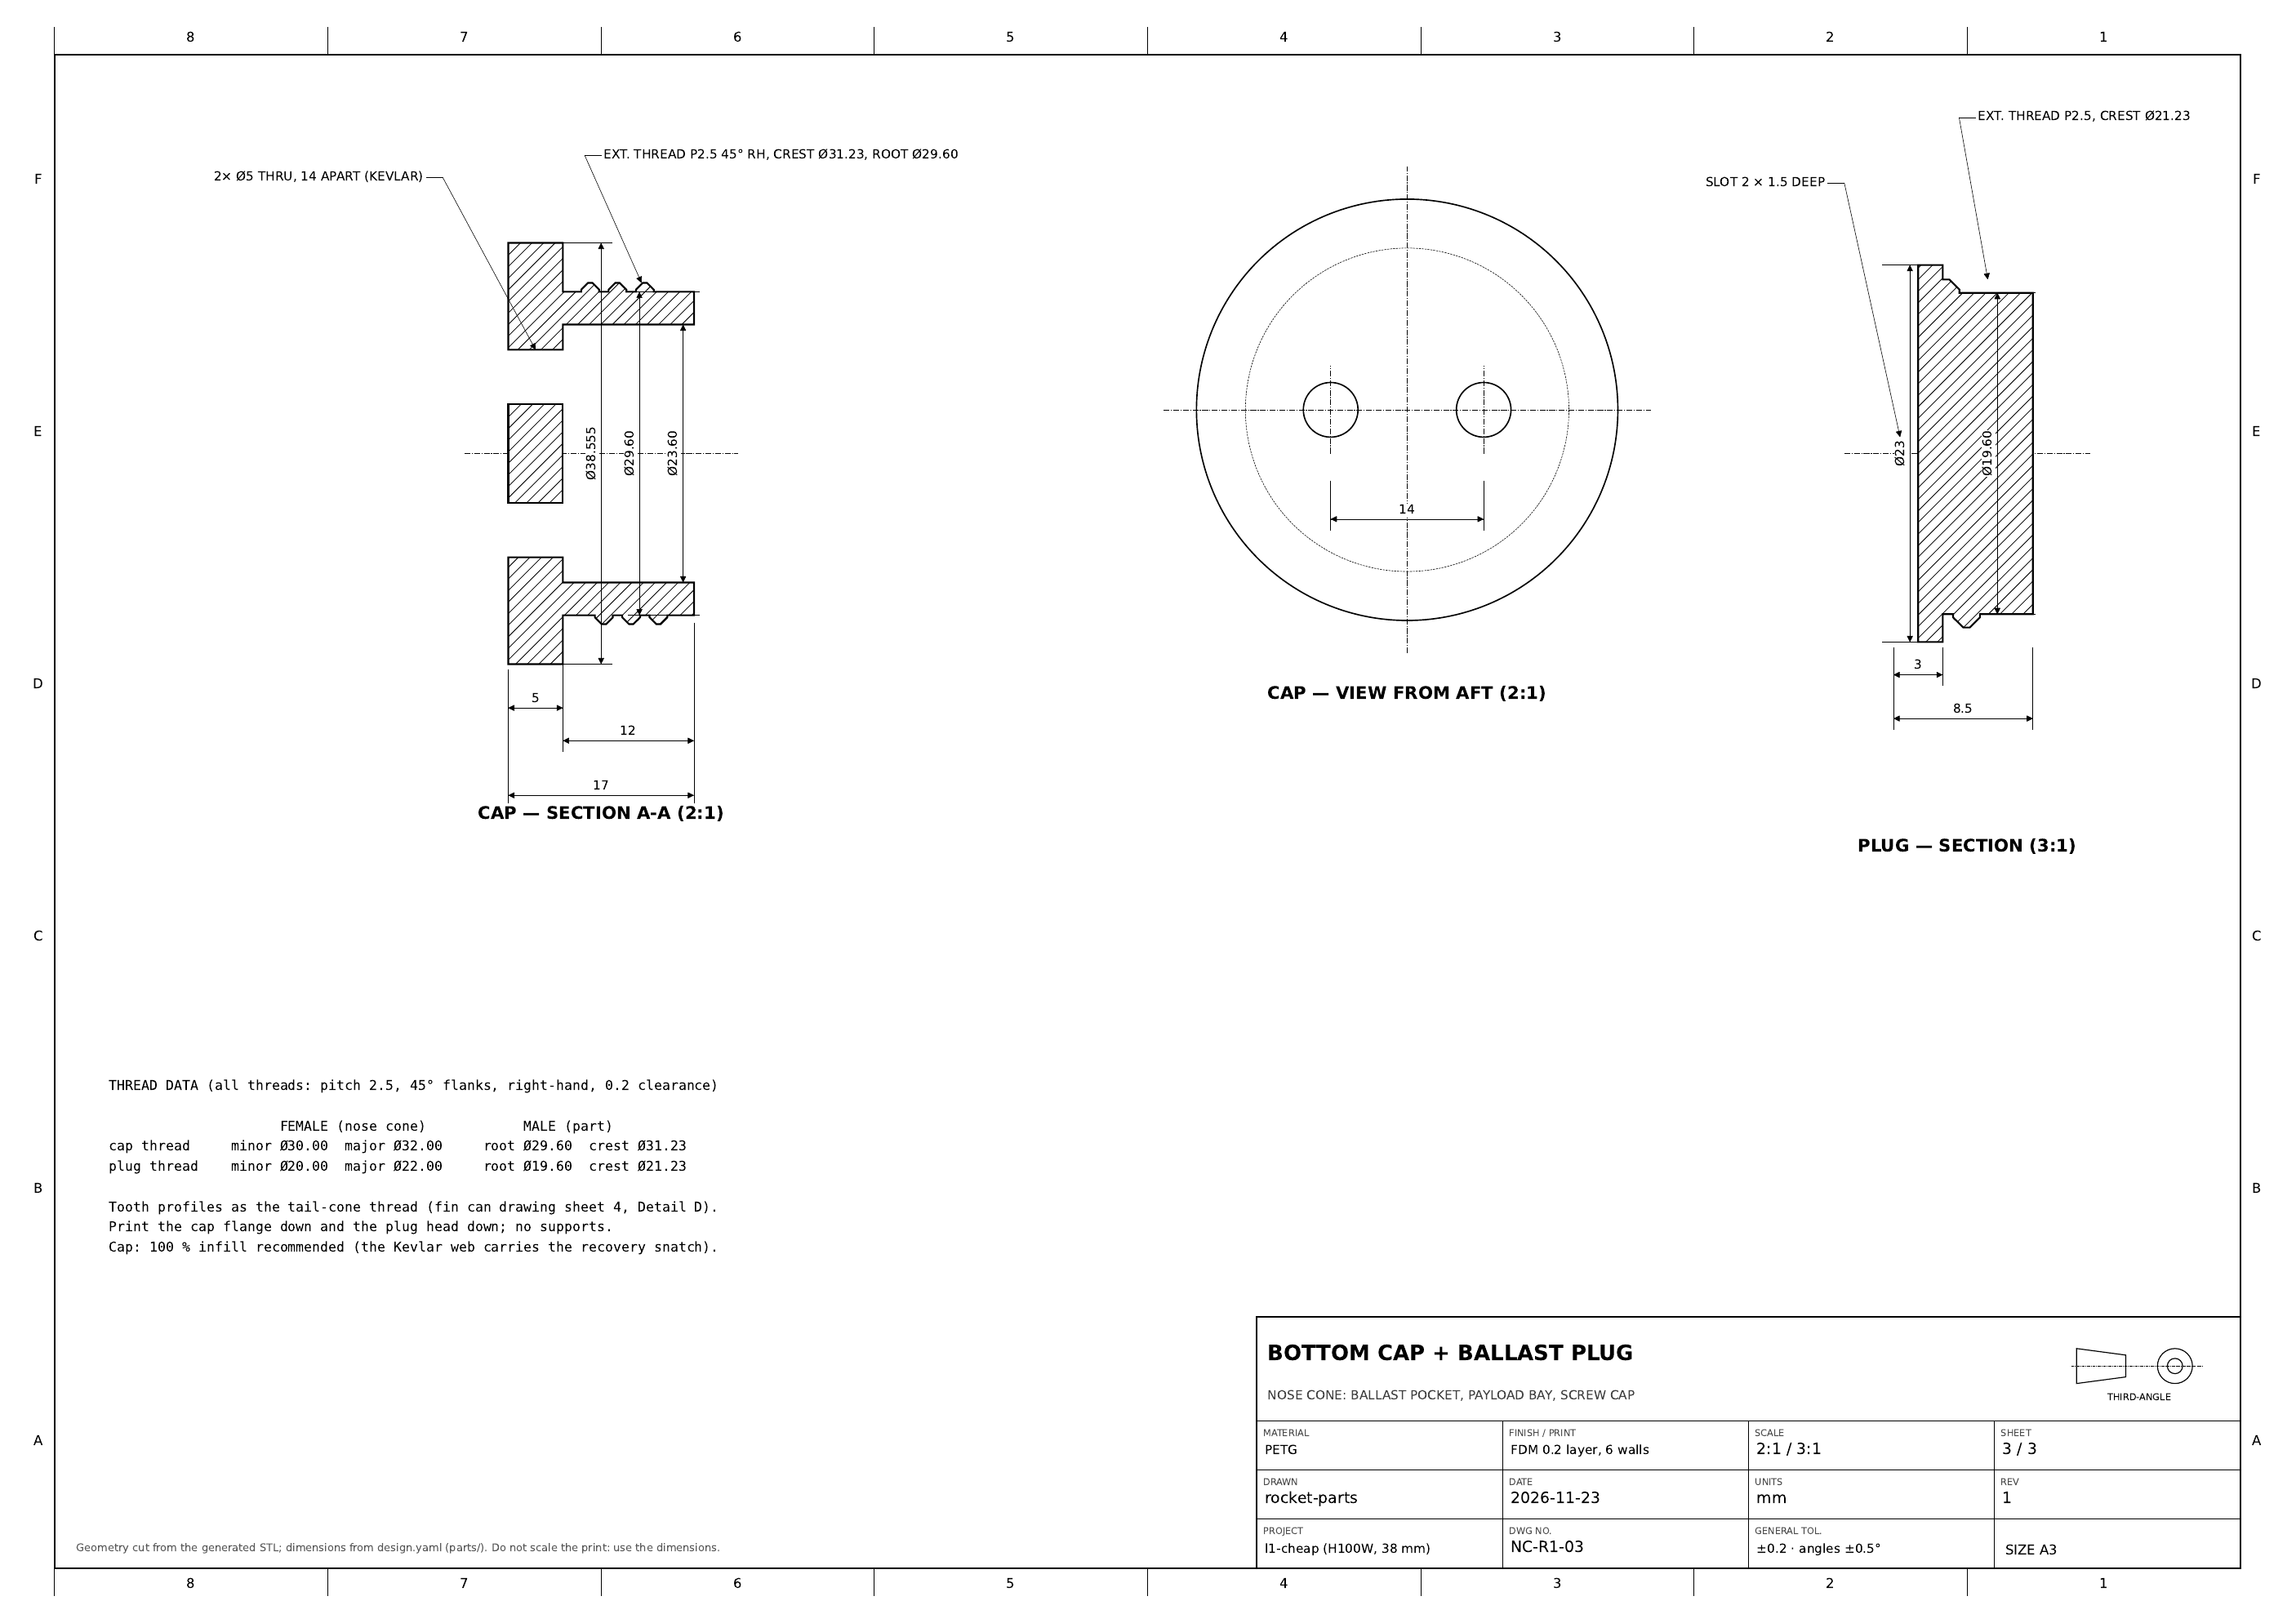 8 7 6 5 4 3 2 1
F
E
D
C
B
A
F
E
D
C
B
A
EXT. THREAD P2.5, CREST Ø21.23
EXT. THREAD P2.5 45° RH, CREST Ø31.23, ROOT Ø29.60
2× Ø5 THRU, 14 APART (KEVLAR)
SLOT 2 × 1.5 DEEP
Ø38.555
Ø29.60
Ø23.60
5
12
17
CAP — SECTION A-A (2:1)
14
CAP — VIEW FROM AFT (2:1)
Ø23
Ø19.60
3
8.5
PLUG — SECTION (3:1)
THREAD DATA (all threads: pitch 2.5, 45° flanks, right-hand, 0.2 clearance)
FEMALE (nose cone) MALE (part)
cap thread minor Ø30.00 major Ø32.00 root Ø29.60 crest Ø31.23
plug thread minor Ø20.00 major Ø22.00 root Ø19.60 crest Ø21.23
Tooth profiles as the tail-cone thread (fin can drawing sheet 4, Detail D).
Print the cap flange down and the plug head down; no supports.
Cap: 100 % infill recommended (the Kevlar web carries the recovery snatch).
BOTTOM CAP + BALLAST PLUG
NOSE CONE: BALLAST POCKET, PAYLOAD BAY, SCREW CAP
THIRD-ANGLE
MATERIAL
PETG
FINISH / PRINT
FDM 0.2 layer, 6 walls
SCALE
2:1 / 3:1
SHEET
3 / 3
DRAWN
rocket-parts
DATE
2026-11-23
UNITS
mm
REV
1
PROJECT
l1-cheap (H100W, 38 mm)
DWG NO.
NC-R1-03
GENERAL TOL.
±0.2 · angles ±0.5°
SIZE A3
Geometry cut from the generated STL; dimensions from design.yaml (parts/). Do not scale the print: use the dimensions.
8 7 6 5 4 3 2 1